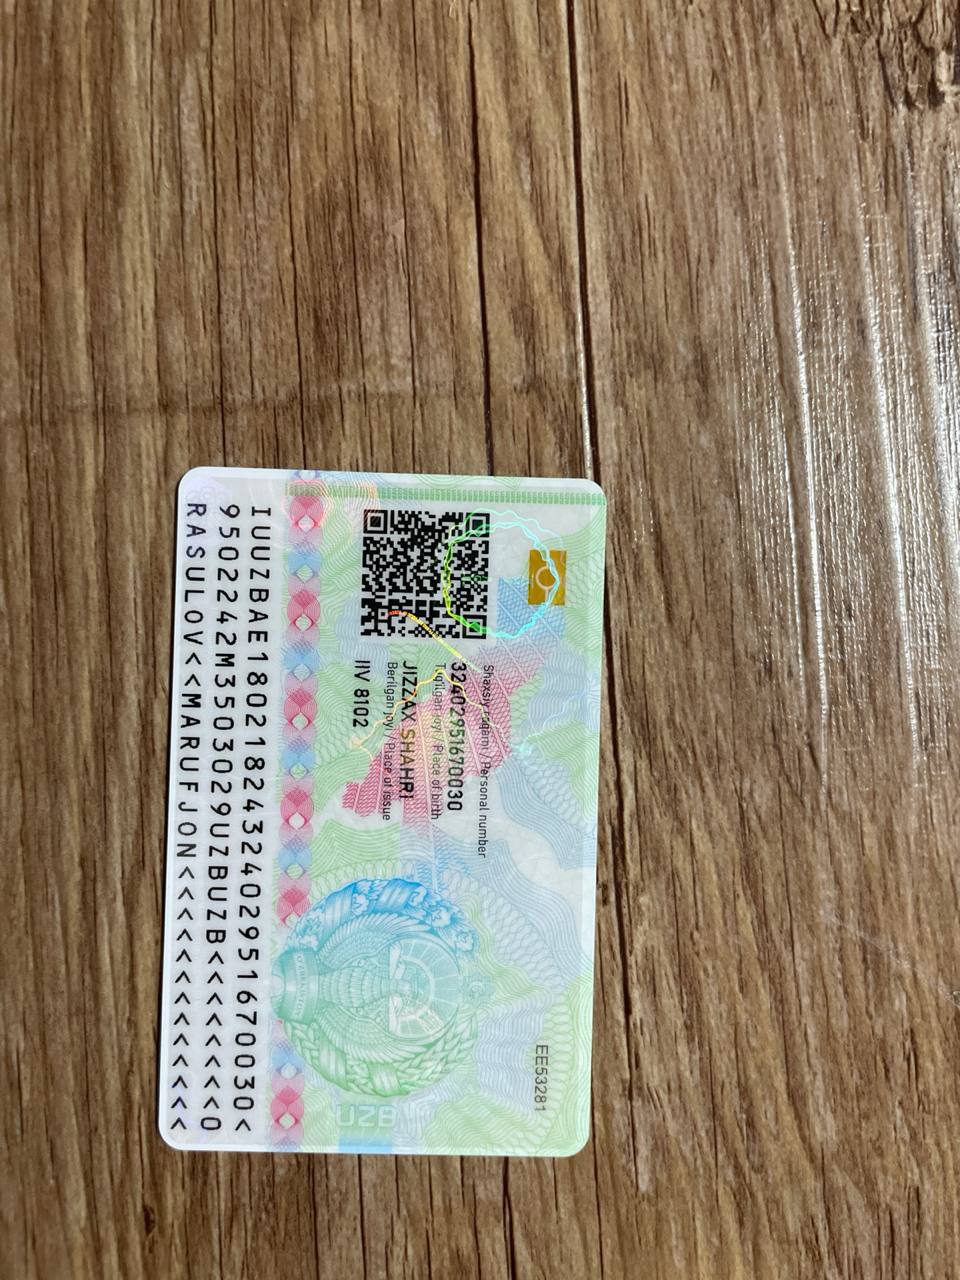 EE53281
Shaxsiy raqami / Personal number
32402951670030
Tug'ilgan joyi / Place of birth
JIZZAX SHAHRI
Berilgan joyi / Place of issue
IIV 8102
UZB
IUUZBAE1802182432402951670030<
9502242M3503029UZBUZB<<<<<<<<0
RASULOV<<MARUFJON<<<<<<<<<<<<<